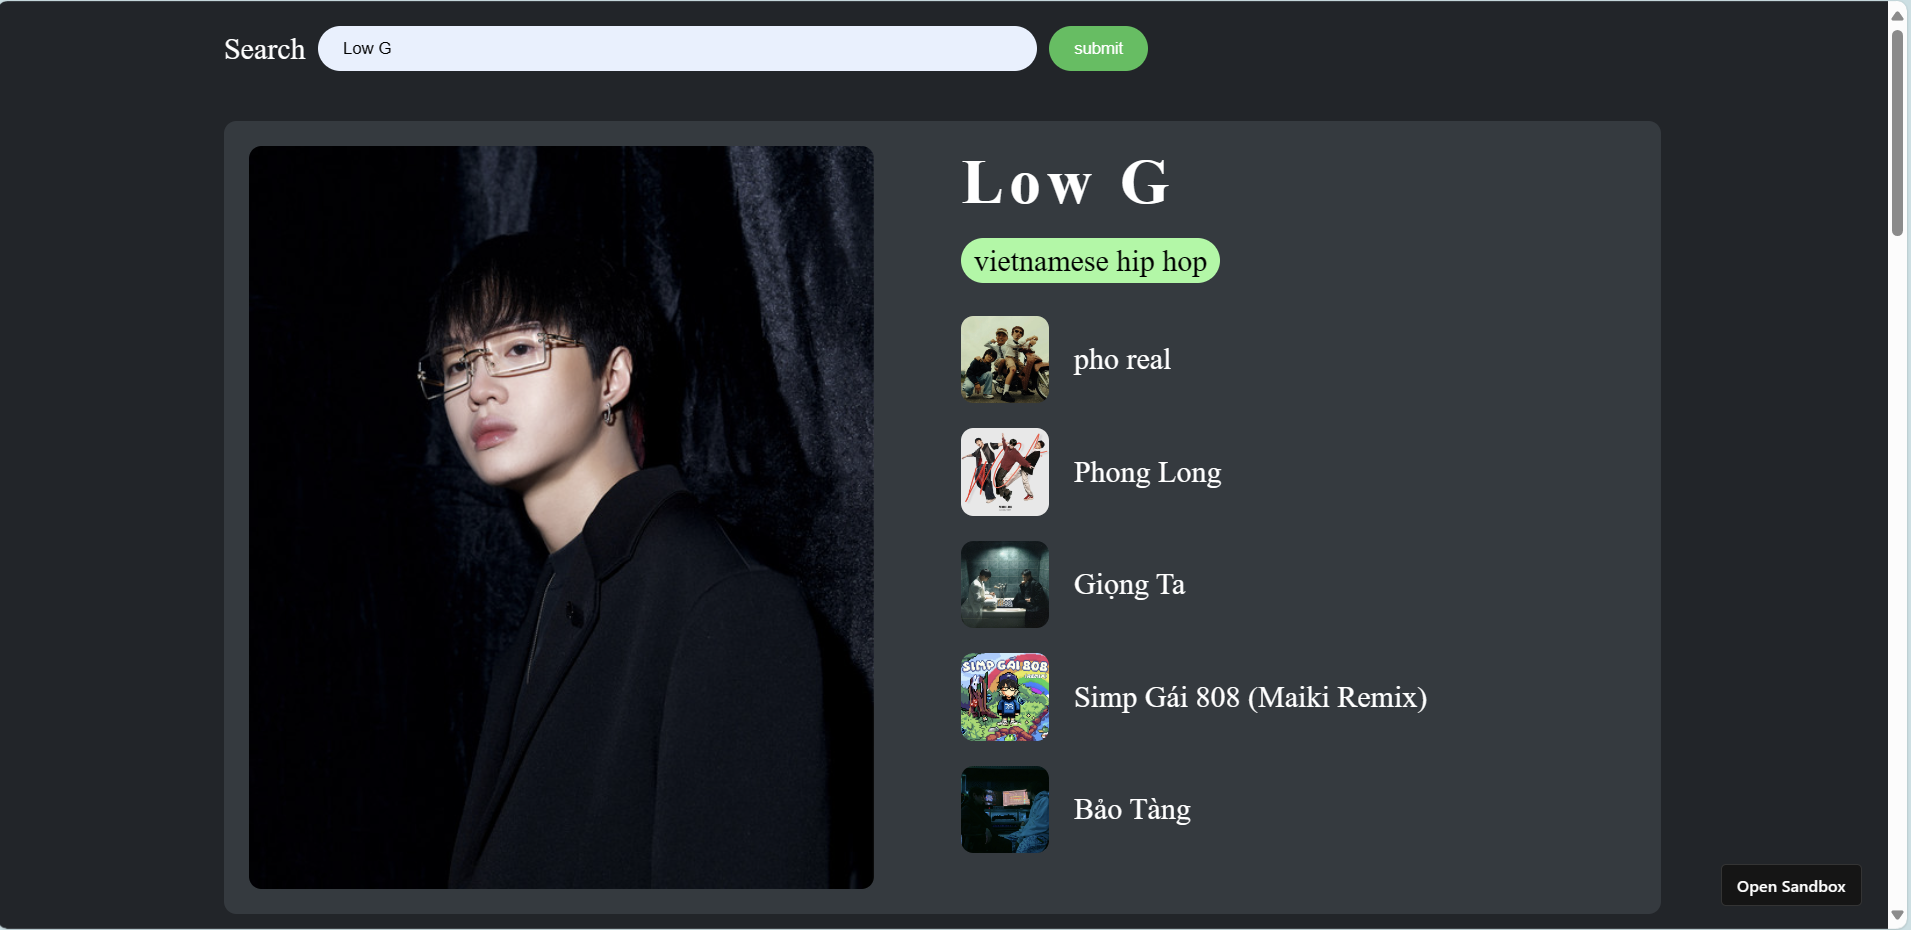 Search
Low G
submit
Low G
vietnamese hip hop
pho real
Phong Long
Giọng Ta
SIMP GAI 808
Simp Gái 808 (Maiki Remix)
Bảo Tàng
Open Sandbox